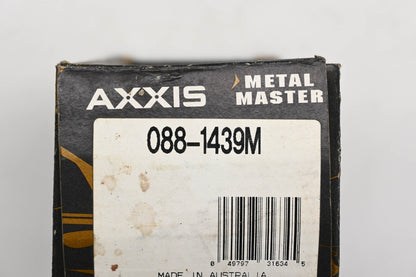 AXXIS
METAL
MASTER
088-1439M
0 49797 31634 5
MADE IN AUSTRALIA